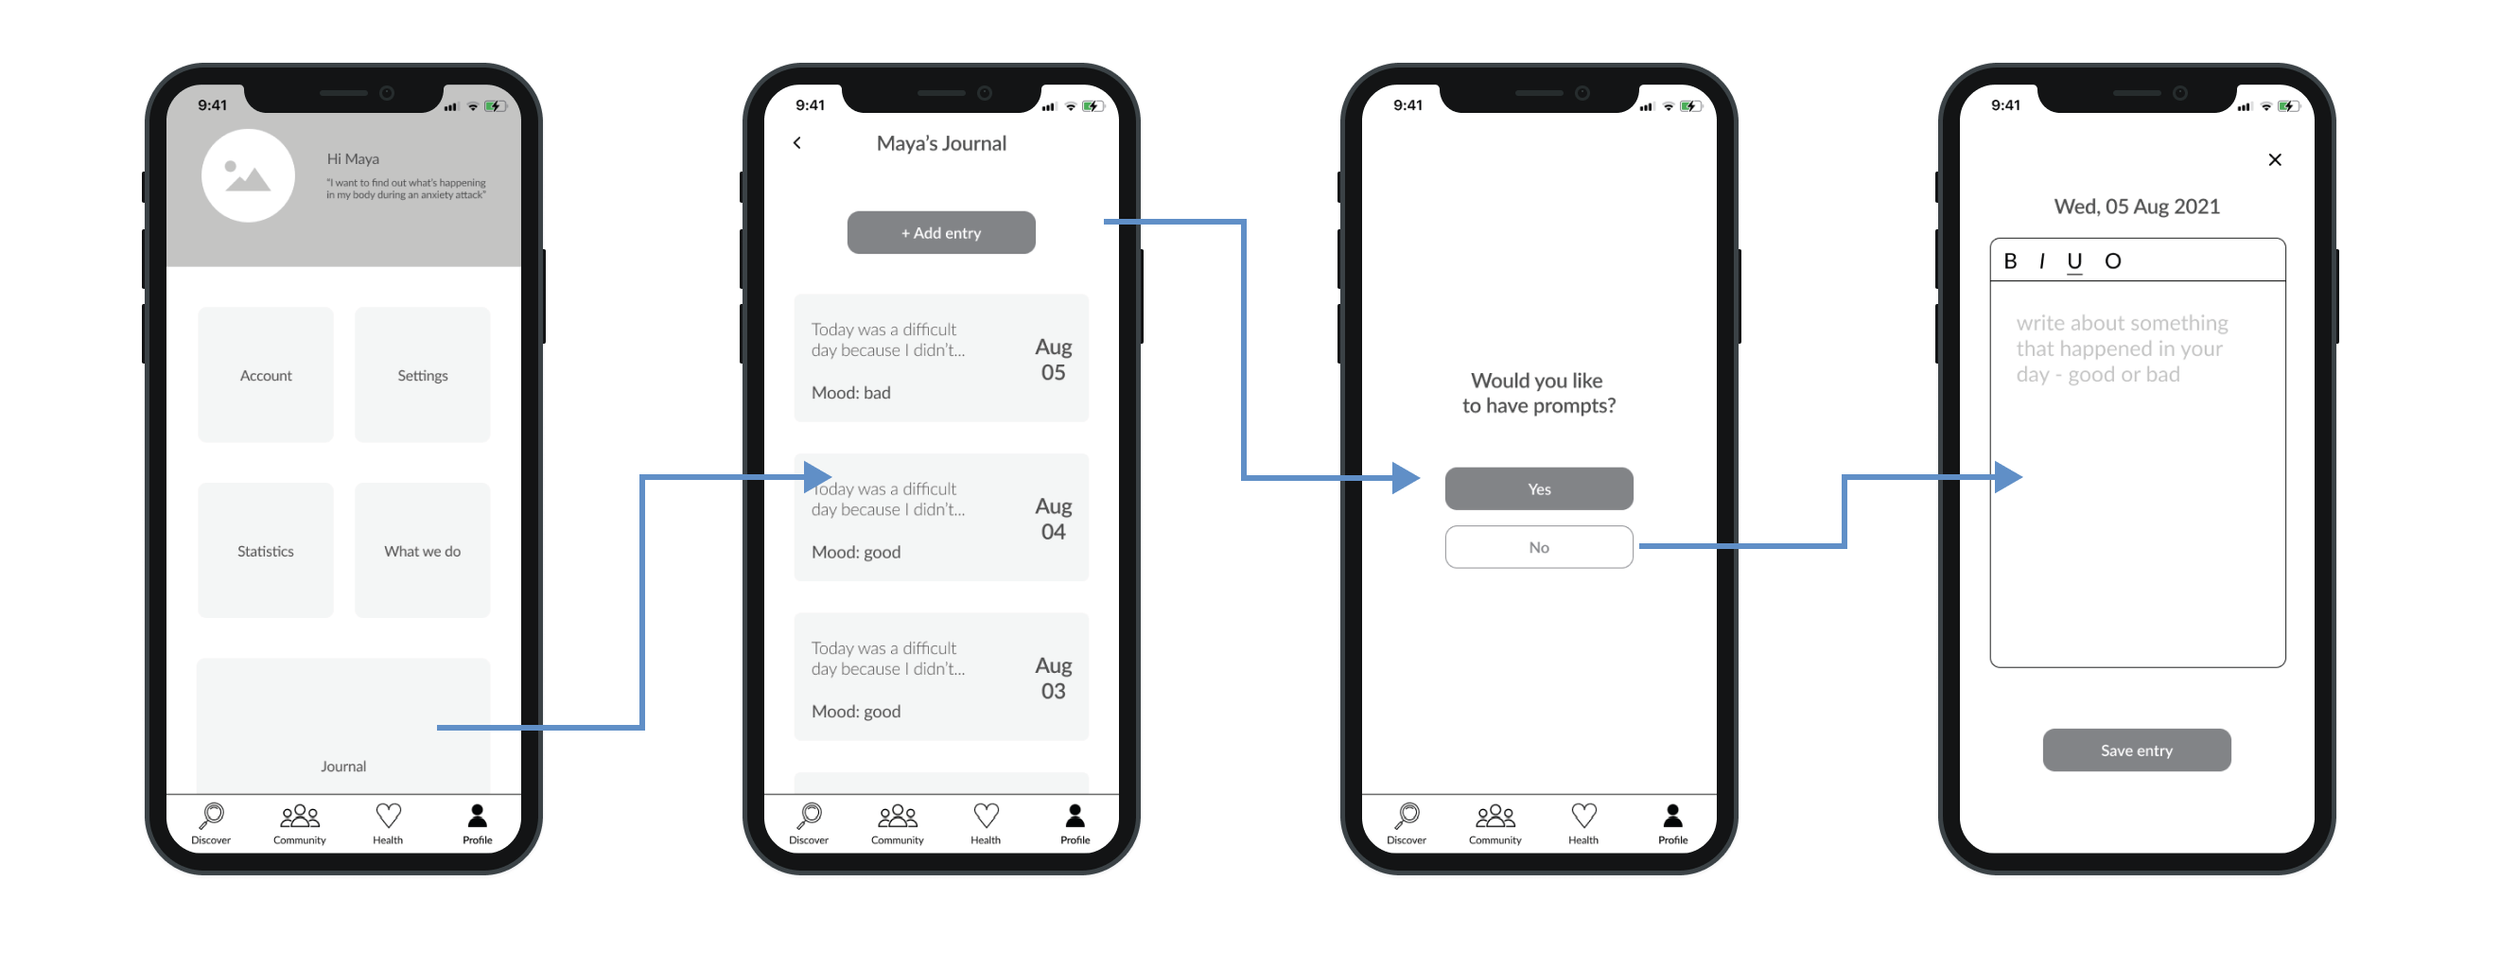 9:41
Hi Maya
"I want to find out what's happening
in my body during an anxiety attack"
Account
Settings
Statistics
What we do
Journal
Discover
Community
Health
Profile
9:41
Maya's Journal
+ Add entry
Today was a difficult
day because I didn't...
Mood: bad
Aug
05
Today was a difficult
day because I didn't...
Mood: good
Aug
04
Today was a difficult
day because I didn't...
Mood: good
Aug
03
Discover
Community
Health
Profile
9:41
Would you like
to have prompts?
Yes
No
Discover
Community
Health
Profile
9:41
Wed, 05 Aug 2021
B I U O
write about something
that happened in your
day - good or bad
Save entry